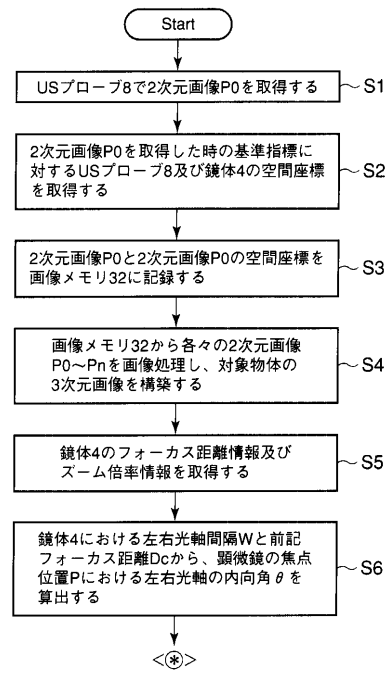 Start
USプローブ8で2次元画像P0を取得する
S1
2次元画像P0を取得した時の基準指標に
対するUSプローブ8及び鏡体4の空間座標
を取得する
S2
2次元画像P0と2次元画像P0の空間座標を
画像メモリ32に記録する
S3
画像メモリ32から各々の2次元画像
P0～Pnを画像処理し、対象物体の
3次元画像を構築する
S4
鏡体4のフォーカス距離情報及び
ズーム倍率情報を取得する
S5
鏡体4における左右光軸間隔Wと前記
フォーカス距離Dcから、顕微鏡の焦点
位置Pにおける左右光軸の内向角θを
算出する
S6
<✱>